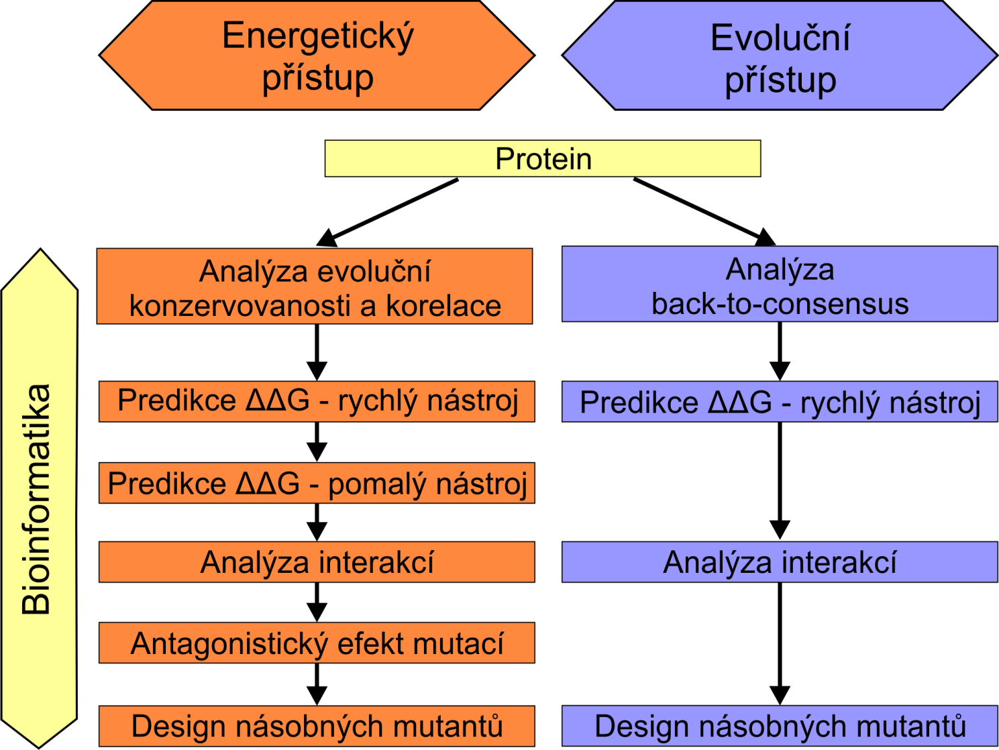 Energetický
přístup
Evoluční
přístup
Protein
Bioinformatika
Analýza evoluční
konzervovanosti a korelace
Predikce ΔΔG - rychlý nástroj
Predikce ΔΔG - pomalý nástroj
Analýza interakcí
Antagonistický efekt mutací
Design násobných mutantů
Analýza
back-to-consensus
Predikce ΔΔG - rychlý nástroj
Analýza interakcí
Design násobných mutantů